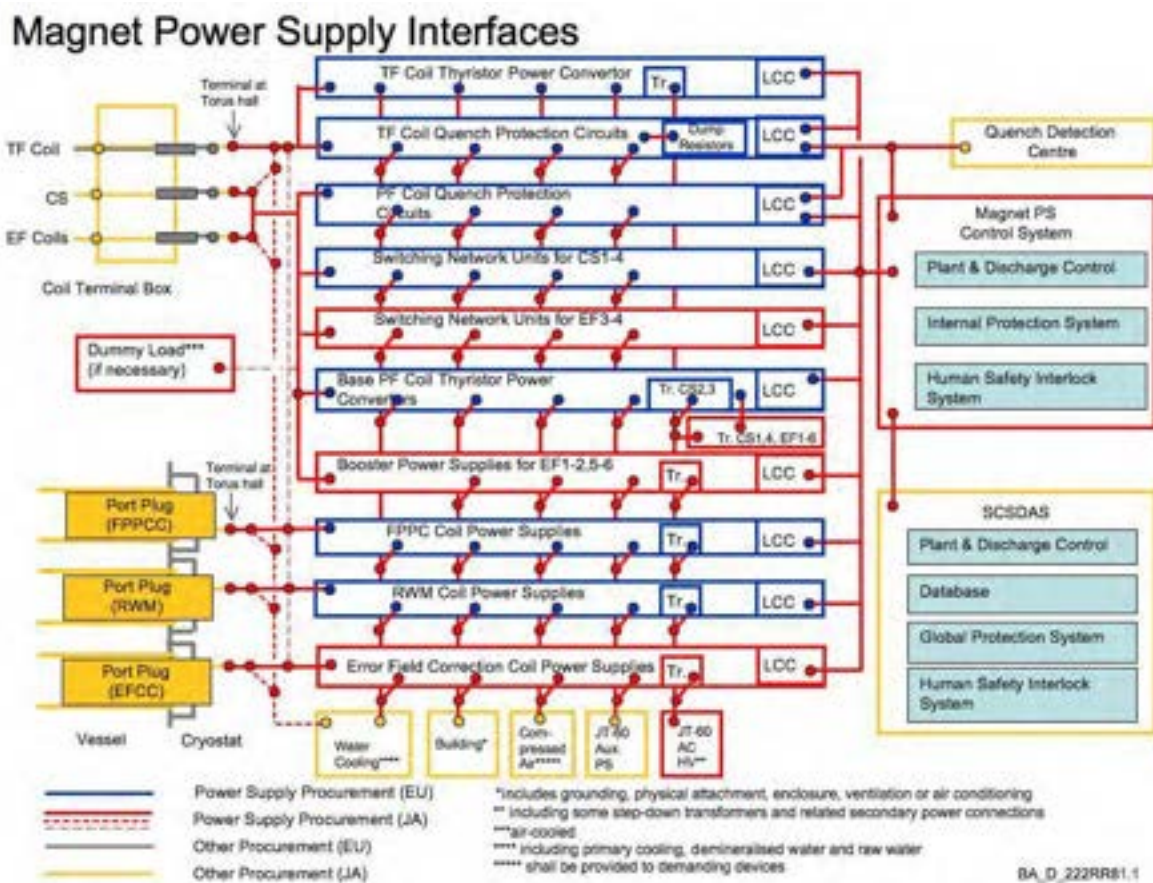 Magnet Power Supply Interfaces
Terminal at
Torus hall
TF Coil
CS
EF Coils
Coil Terminal Box
Dummy Load***
(if necessary)
TF Coil Thyristor Power Convertor
Tr.
LCC
TF Coil Quench Protection Circuits
Dump
Resistors
LCC
PF Coil Quench Protection
Circuits
LCC
Switching Network Units for CS1-4
LCC
Switching Network Units for EF3-4
LCC
Base PF Coil Thyristor Power
Converters
Tr. CS2,3
LCC
Tr. CS1,4, EF1-6
Booster Power Supplies for EF1-2,5-6
Tr.
LCC
FPPC Coil Power Supplies
Tr.
LCC
RWM Coil Power Supplies
Tr.
LCC
Error Field Correction Coil Power Supplies
Tr.
LCC
Quench Detection
Centre
Magnet PS
Control System
Plant & Discharge Control
Internal Protection System
Human Safety Interlock
System
SCSDAS
Plant & Discharge Control
Database
Global Protection System
Human Safety Interlock
System
Terminal at
Torus hall
Port Plug
(FPPCC)
Port Plug
(RWM)
Port Plug
(EFCC)
Vessel
Cryostat
Water
Cooling****
Building*
Com-
pressed
Air*****
JT-60
Aux
PS
JT-60
AC
HV**
Power Supply Procurement (EU)
Power Supply Procurement (JA)
Other Procurement (EU)
Other Procurement (JA)
*includes grounding, physical attachment, enclosure, ventilation or air conditioning
** including some step-down transformers and related secondary power connections
***air-cooled
**** including primary cooling, demineralised water and raw water
***** shall be provided to demanding devices
BA_D_222RR81.1